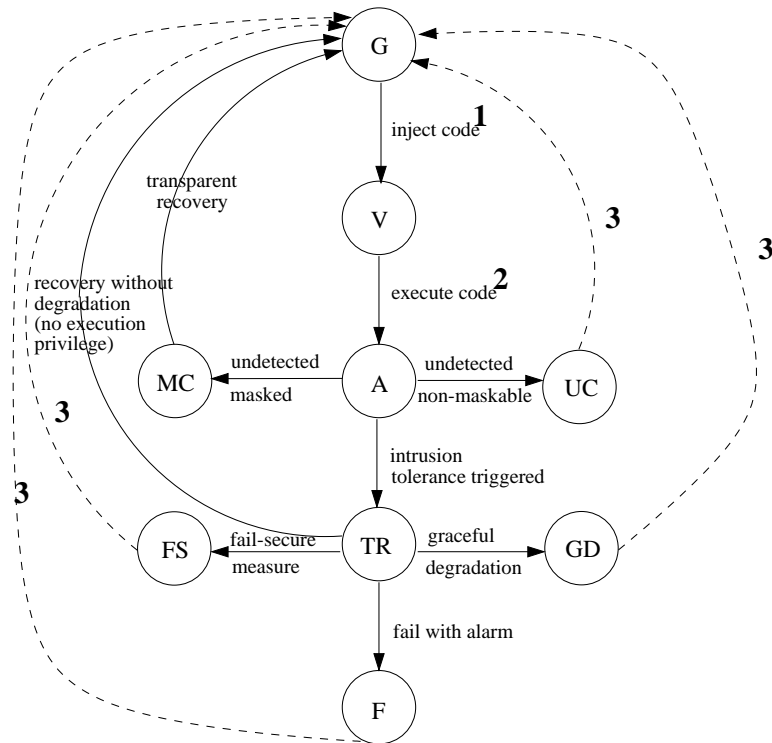 G
1
inject code
transparent
recovery
V
3
3
2
execute code
recovery without
degradation
(no execution
privilege)
undetected
masked
MC
A
undetected
non-maskable
UC
3
intrusion
tolerance triggered
3
FS
fail-secure
measure
TR
graceful
degradation
GD
fail with alarm
F